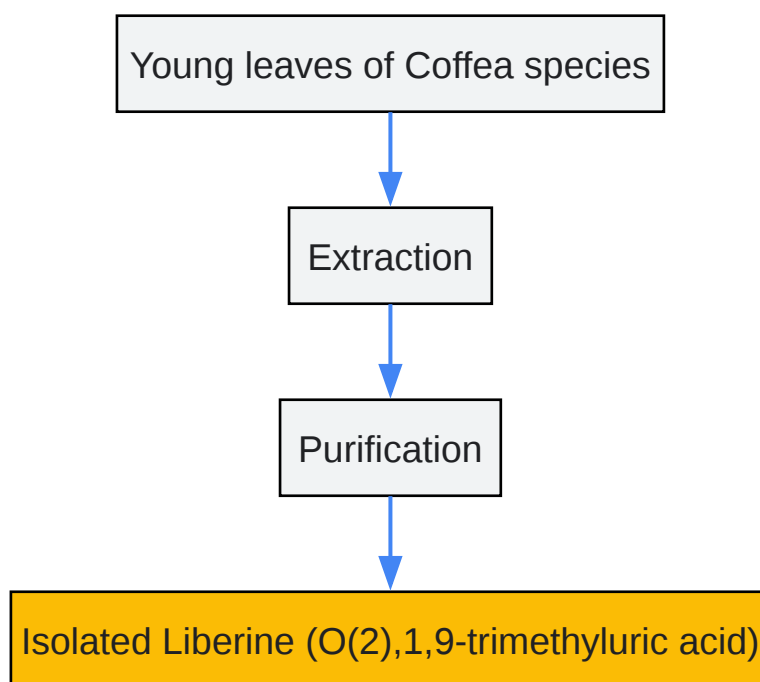 Young leaves of Coffea species
Extraction
Purification
Isolated Liberine (O(2),1,9-trimethyluric acid)